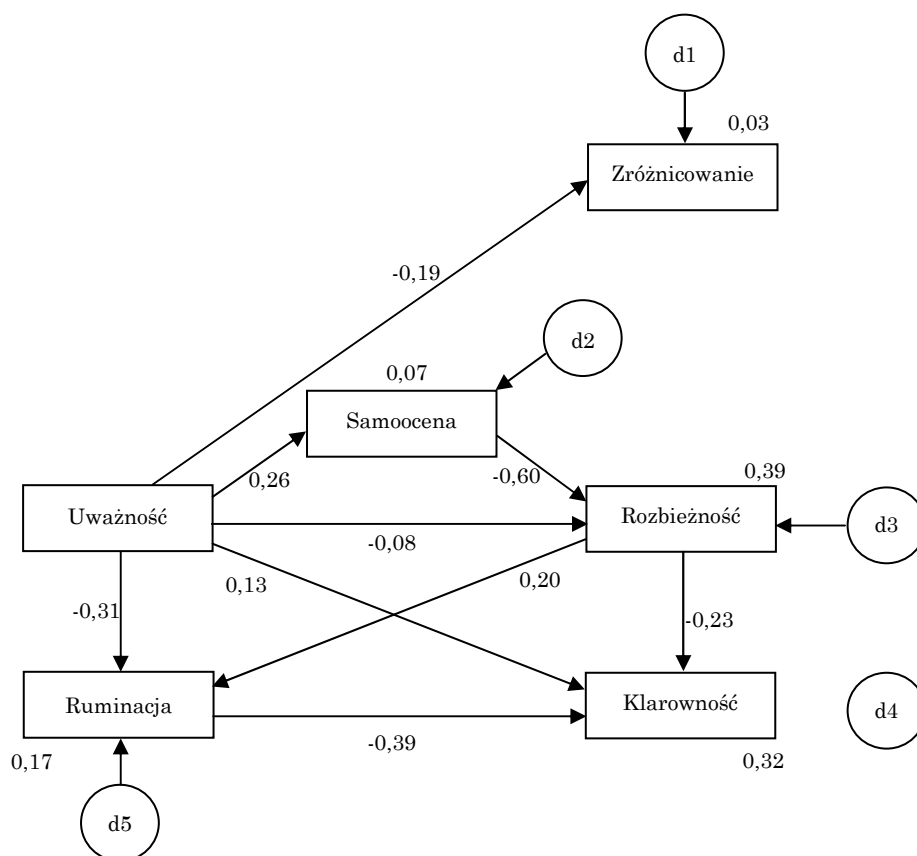 d1
0,03
Zróżnicowanie
-0,19
d2
0,07
Samoocena
0,26
-0,60
0,39
Uważność
Rozbieżność
d3
-0,08
0,13
0,20
-0,31
-0,23
Ruminacja
Klarowność
d4
-0,39
0,17
0,32
d5